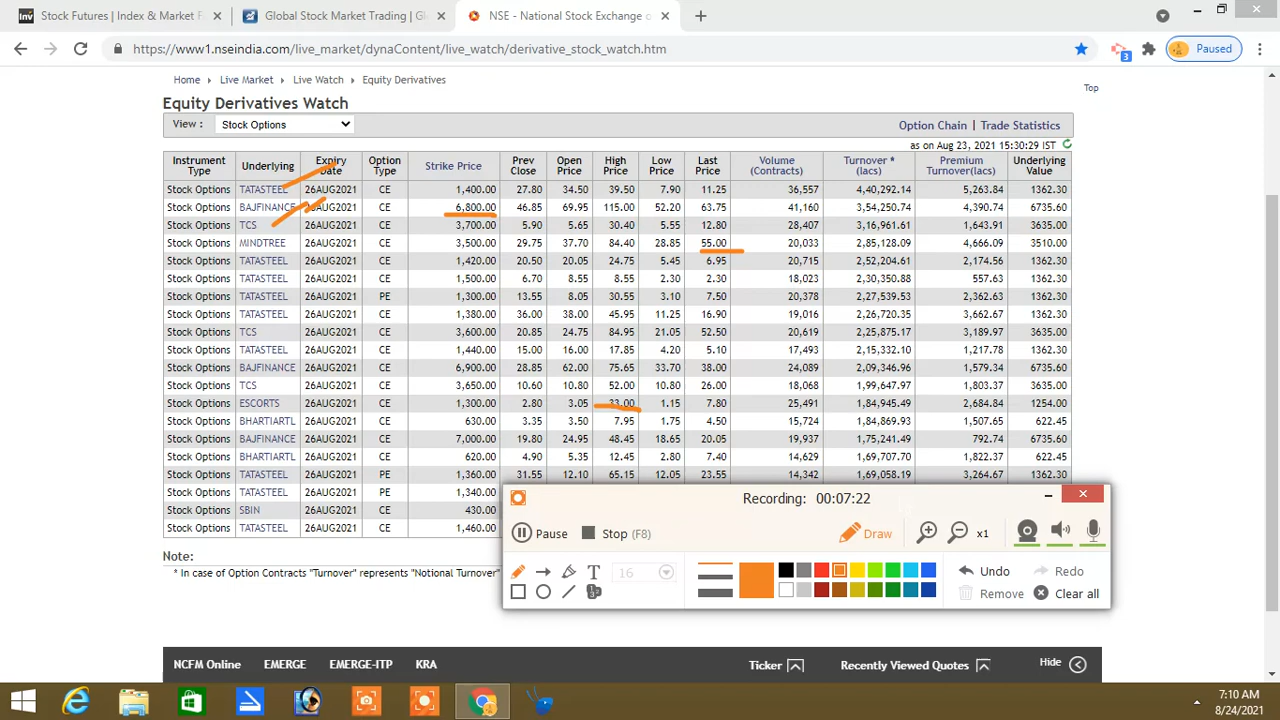 Stock Futures | Index & Market F
Global Stock Market Trading | Gl
NSE - National Stock Exchange o
https://www1.nseindia.com/live_market/dynaContent/live_watch/derivative_stock_watch.htm
3
Paused
Home Live Market Live Watch Equity Derivatives
Top
Equity Derivatives Watch
View : Stock Options
Option Chain | Trade Statistics
as on Aug 23, 2021 15:30:29 IST
Instrument Type Underlying Expiry Date Option Type Strike Price Prev Close Open Price High Price Low Price Last Price Volume (Contracts) Turnover * (lacs) Premium Turnover(lacs) Underlying Value
Stock Options TATASTEEL 26AUG2021 CE 1,400.00 27.80 34.50 39.50 7.90 11.25 36,557 4,40,292.14 5,263.84 1362.30
Stock Options BAJFINANCE 26AUG2021 CE 6,800.00 46.85 69.95 115.00 52.20 63.75 41,160 3,54,250.74 4,390.74 6735.60
Stock Options TCS 26AUG2021 CE 3,700.00 5.90 5.65 30.40 5.55 12.80 28,407 3,16,961.61 1,643.91 3635.00
Stock Options MINDTREE 26AUG2021 CE 3,500.00 29.75 37.70 84.40 28.85 55.00 20,033 2,85,128.09 4,666.09 3510.00
Stock Options TATASTEEL 26AUG2021 CE 1,420.00 20.50 20.05 24.75 5.45 6.95 20,715 2,52,204.61 2,174.56 1362.30
Stock Options TATASTEEL 26AUG2021 CE 1,500.00 6.70 8.55 8.55 2.30 2.30 18,023 2,30,350.88 557.63 1362.30
Stock Options TATASTEEL 26AUG2021 PE 1,300.00 13.55 8.05 30.55 3.10 7.50 20,378 2,27,539.53 2,362.63 1362.30
Stock Options TATASTEEL 26AUG2021 CE 1,380.00 36.00 38.00 45.95 11.25 16.90 19,016 2,26,720.35 3,662.67 1362.30
Stock Options TCS 26AUG2021 CE 3,600.00 20.85 24.75 84.95 21.05 52.50 20,619 2,25,875.17 3,189.97 3635.00
Stock Options TATASTEEL 26AUG2021 CE 1,440.00 15.00 16.00 17.85 4.20 5.10 17,493 2,15,332.10 1,217.78 1362.30
Stock Options BAJFINANCE 26AUG2021 CE 6,900.00 28.85 62.00 75.65 33.70 38.00 24,089 2,09,346.96 1,579.34 6735.60
Stock Options TCS 26AUG2021 CE 3,650.00 10.60 10.80 52.00 10.80 26.00 18,068 1,99,647.97 1,803.37 3635.00
Stock Options ESCORTS 26AUG2021 CE 1,300.00 2.80 3.05 33.00 1.15 7.80 25,491 1,84,945.49 2,684.84 1254.00
Stock Options BHARTIARTL 26AUG2021 CE 630.00 3.35 3.50 7.95 1.75 4.50 15,724 1,84,869.93 1,507.65 622.45
Stock Options BAJFINANCE 26AUG2021 CE 7,000.00 19.80 24.95 48.45 18.65 20.05 19,937 1,75,241.49 792.74 6735.60
Stock Options BHARTIARTL 26AUG2021 CE 620.00 4.90 5.35 12.45 2.80 7.40 14,629 1,69,707.70 1,822.37 622.45
Stock Options TATASTEEL 26AUG2021 PE 1,360.00 31.55 12.10 65.15 12.05 23.55 14,342 1,69,058.19 3,264.67 1362.30
Stock Options TATASTEEL 26AUG2021 PE 1,340.00
Stock Options SBIN 26AUG2021 CE 430.00
Stock Options TATASTEEL 26AUG2021 CE 1,460.00
Note:
* In case of Option Contracts "Turnover" represents "Notional Turnover"
Recording: 00:07:22
Pause Stop (F8) Draw x1
T 16 Undo Redo
Remove Clear all
NCFM Online EMERGE EMERGE-ITP KRA Ticker Recently Viewed Quotes Hide
7:10 AM
8/24/2021